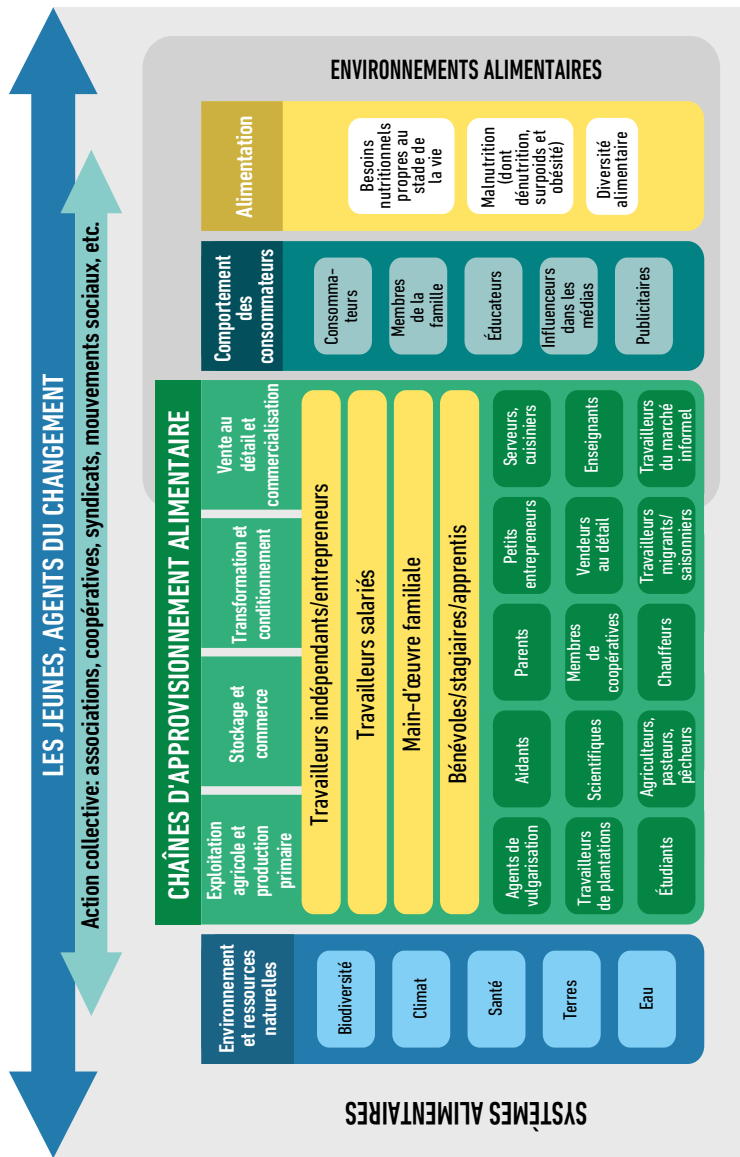 LES JEUNES, AGENTS DU CHANGEMENT
Action collective: associations, coopératives, syndicats, mouvements sociaux, etc.
SYSTÈMES ALIMENTAIRES
Environnement
et ressources
naturelles
Biodiversité
Climat
Santé
Terres
Eau
CHAÎNES D'APPROVISIONNEMENT ALIMENTAIRE
Exploitation
agricole et
production
primaire
Stockage et
commerce
Transformation et
conditionnement
Vente au
détail et
commercialisation
Travailleurs indépendants/entrepreneurs
Travailleurs salariés
Main-d'œuvre familiale
Bénévoles/stagiaires/apprentis
Agents de
vulgarisation
Aidants
Parents
Petits
entrepreneurs
Serveurs,
cuisiniers
Travailleurs
de plantations
Scientifiques
Membres
de
coopératives
Vendeurs
au détail
Enseignants
Étudiants
Agriculteurs,
pasteurs,
pêcheurs
Chauffeurs
Travailleurs
migrants/
saisonniers
Travailleurs
du marché
informel
Comportement
des
consommateurs
Consomma-
teurs
Membres
de la
famille
Éducateurs
Influenceurs
dans les
médias
Publicitaires
Alimentation
Besoins
nutritionnels
propres au
stade de
la vie
Malnutrition
(dont
dénutrition,
surpoids et
obésité)
Diversité
alimentaire
ENVIRONNEMENTS ALIMENTAIRES